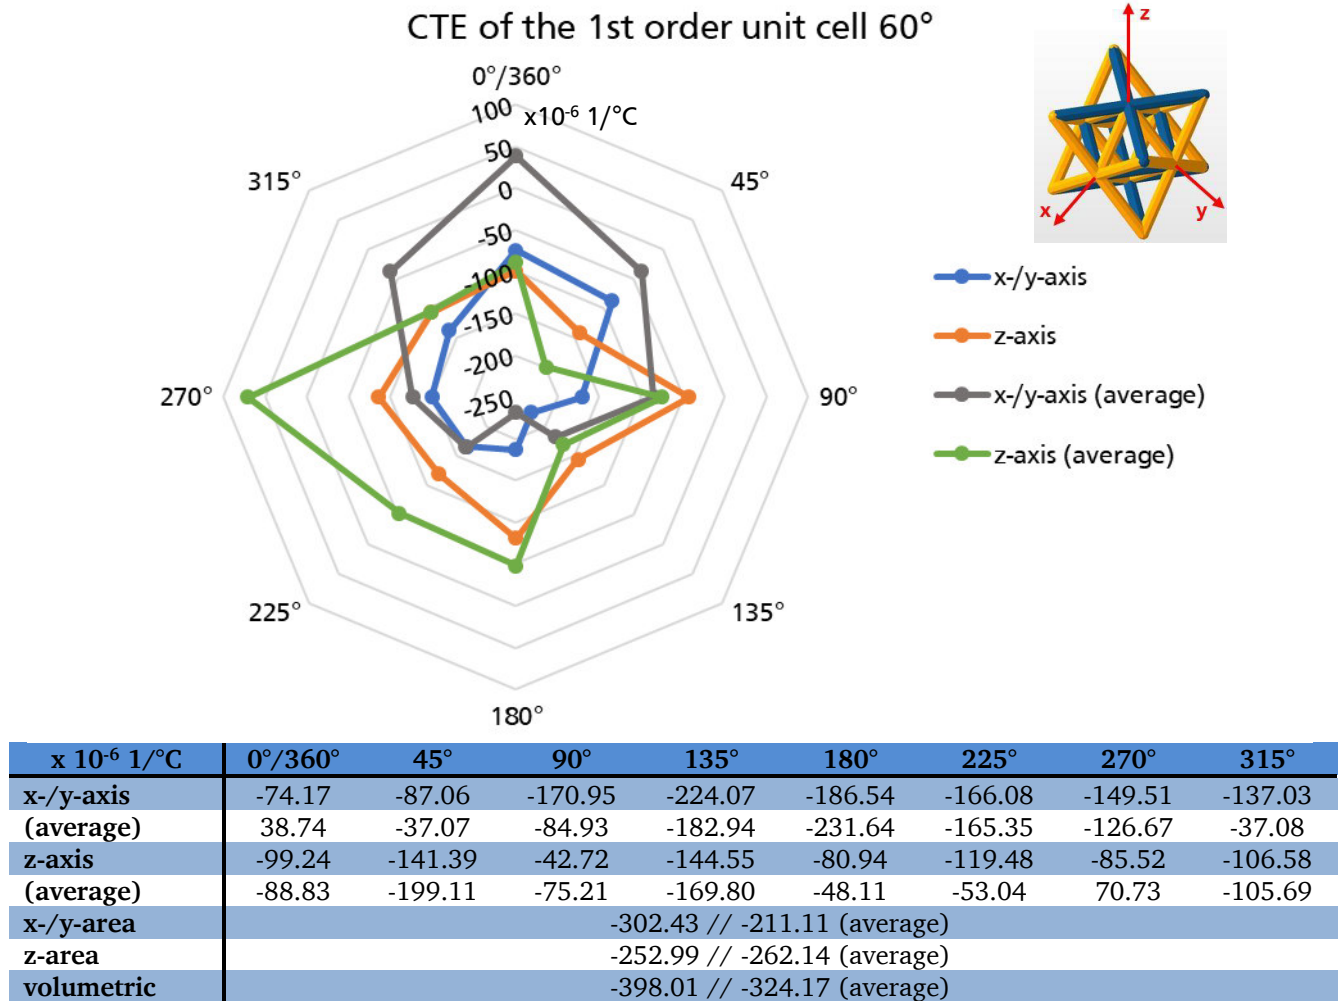 CTE of the 1st order unit cell 60°
0°/360°
100
x10⁻⁶ 1/°C
50
0
-50
-100
-150
-200
-250
315°
45°
270°
90°
225°
135°
180°
z
x
y
x-/y-axis
z-axis
x-/y-axis (average)
z-axis (average)
x 10⁻⁶ 1/°C 0°/360° 45° 90° 135° 180° 225° 270° 315°
x-/y-axis -74.17 -87.06 -170.95 -224.07 -186.54 -166.08 -149.51 -137.03
(average) 38.74 -37.07 -84.93 -182.94 -231.64 -165.35 -126.67 -37.08
z-axis -99.24 -141.39 -42.72 -144.55 -80.94 -119.48 -85.52 -106.58
(average) -88.83 -199.11 -75.21 -169.80 -48.11 -53.04 70.73 -105.69
x-/y-area -302.43 // -211.11 (average)
z-area -252.99 // -262.14 (average)
volumetric -398.01 // -324.17 (average)